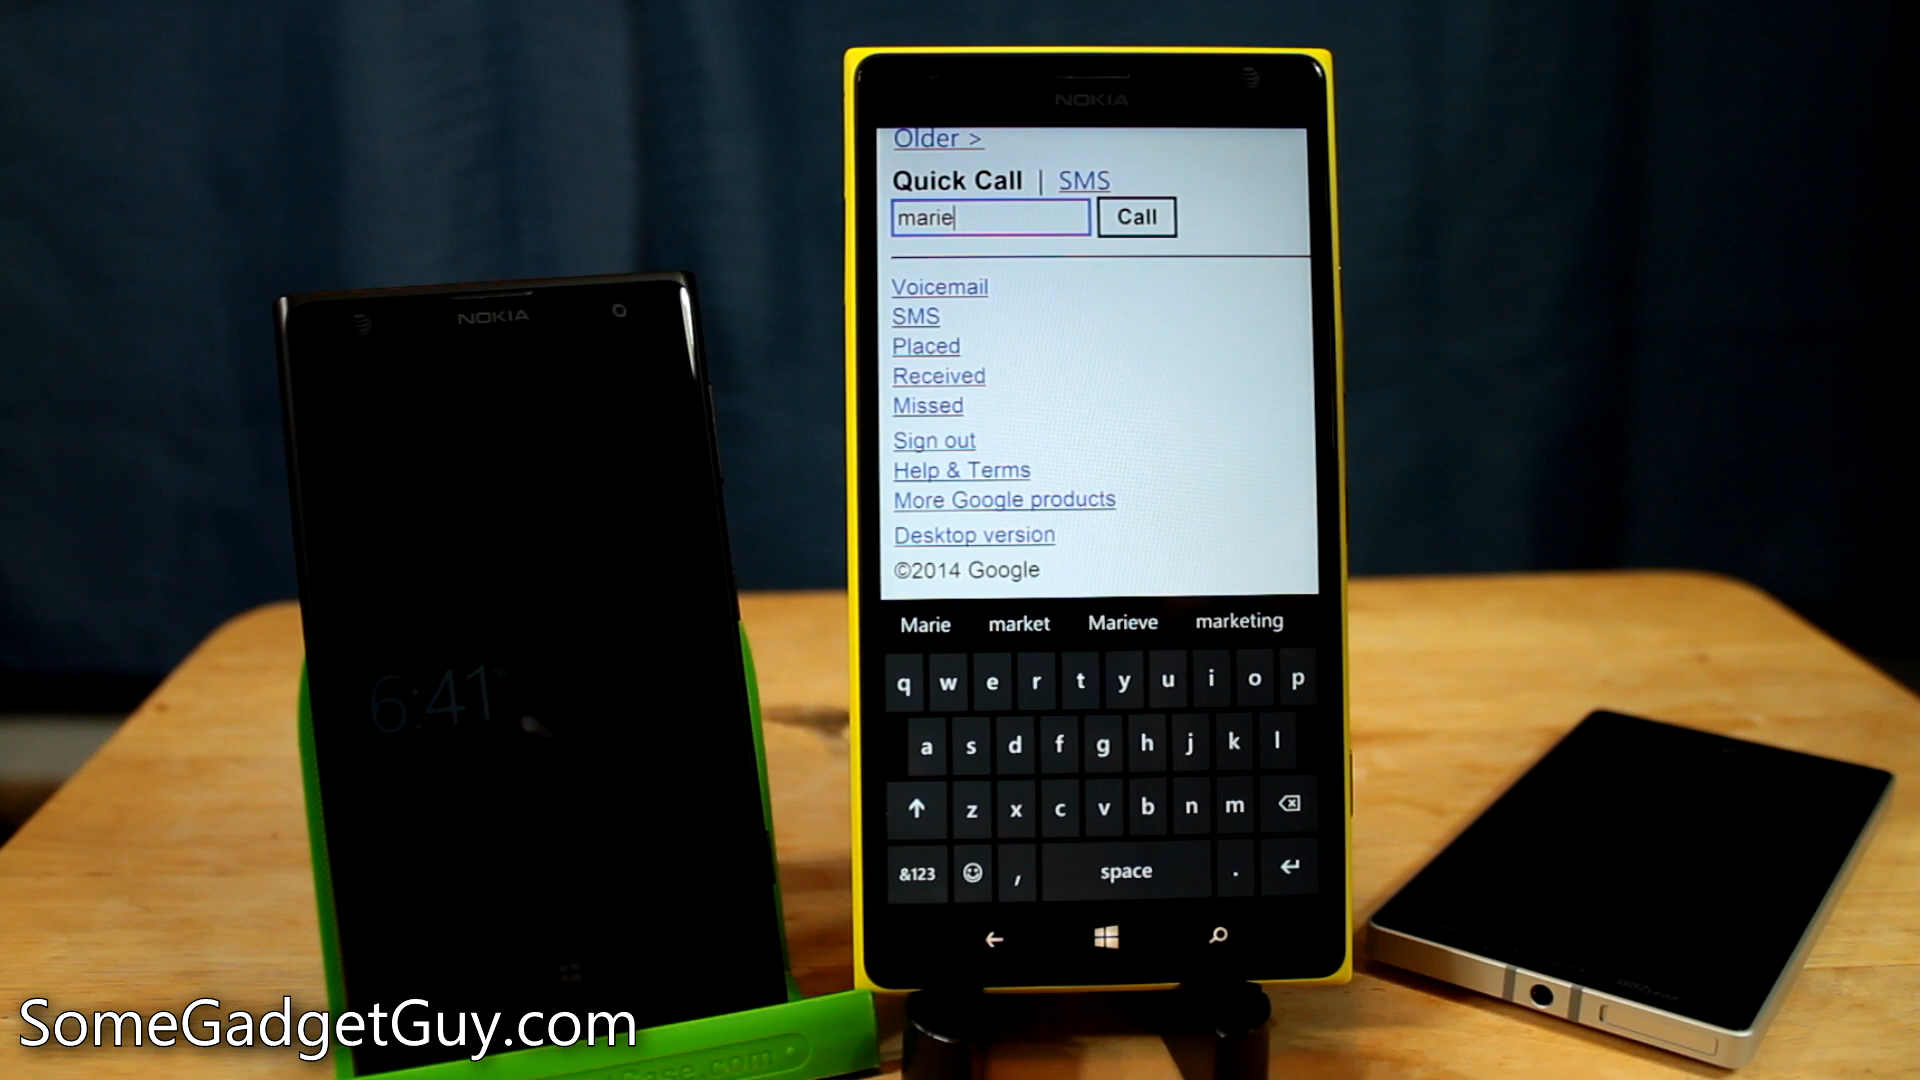 NOKIA
Older >
Quick Call | SMS
marie
Call
Voicemail
SMS
Placed
Received
Missed
Sign out
Help & Terms
More Google products
Desktop version
©2014 Google
Marie market Marieve marketing
q w e r t y u i o p
a s d f g h j k l
z x c v b n m
&123 , space .
NOKIA
6:41
SomeGadgetGuy.com